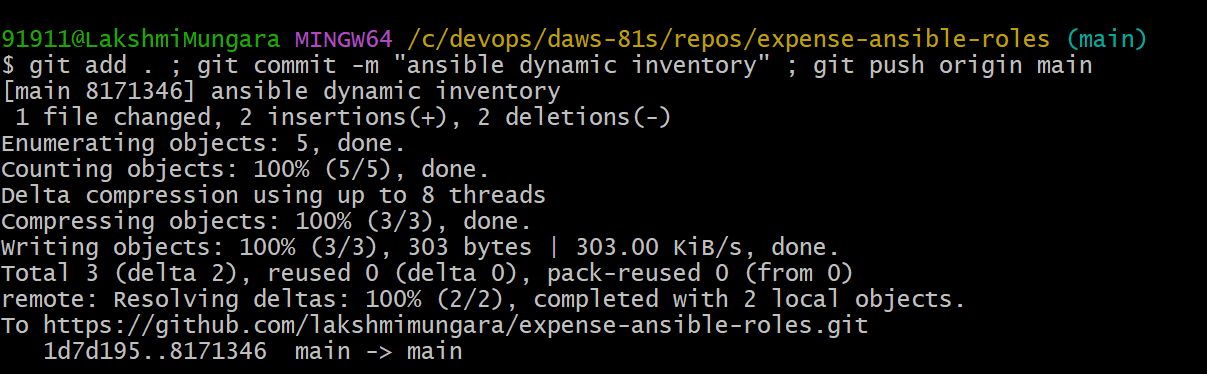 91911@LakshmiMungara MINGW64 /c/devops/daws-81s/repos/expense-ansible-roles (main)
$ git add . ; git commit -m "ansible dynamic inventory" ; git push origin main
[main 8171346] ansible dynamic inventory
 1 file changed, 2 insertions(+), 2 deletions(-)
Enumerating objects: 5, done.
Counting objects: 100% (5/5), done.
Delta compression using up to 8 threads
Compressing objects: 100% (3/3), done.
Writing objects: 100% (3/3), 303 bytes | 303.00 KiB/s, done.
Total 3 (delta 2), reused 0 (delta 0), pack-reused 0 (from 0)
remote: Resolving deltas: 100% (2/2), completed with 2 local objects.
To https://github.com/lakshmimungara/expense-ansible-roles.git
   1d7d195..8171346  main -> main